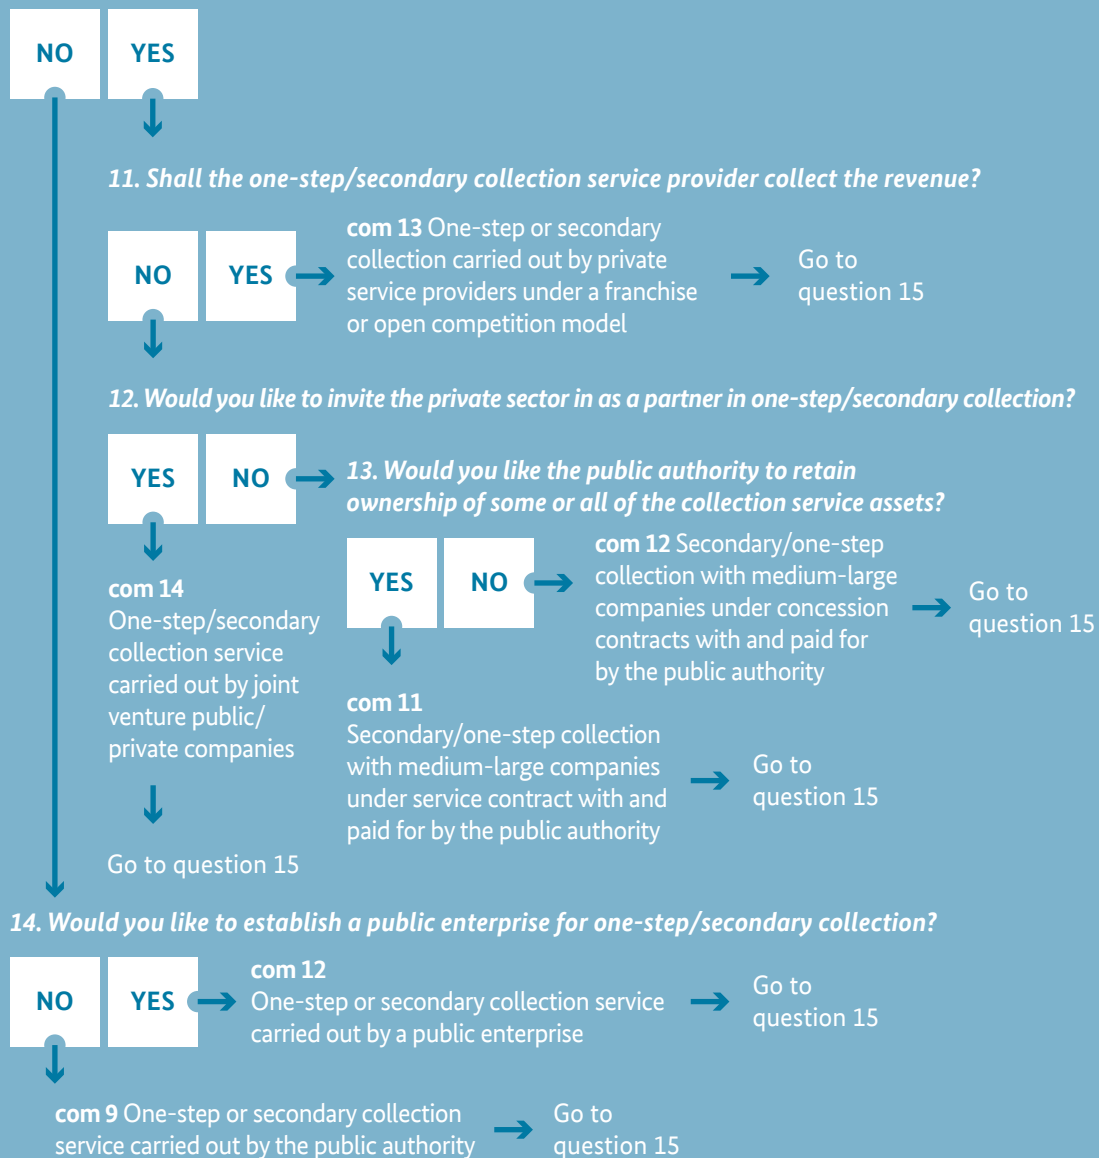 NO
YES
11. Shall the one-step/secondary collection service provider collect the revenue?
NO
YES
com 13 One-step or secondary
collection carried out by private
service providers under a franchise
or open competition model
Go to
question 15
12. Would you like to invite the private sector in as a partner in one-step/secondary collection?
YES
NO
13. Would you like the public authority to retain
ownership of some or all of the collection service assets?
com 14
One-step/secondary
collection service
carried out by joint
venture public/
private companies
Go to question 15
YES
NO
com 12 Secondary/one-step
collection with medium-large
companies under concession
contracts with and paid for
by the public authority
Go to
question 15
com 11
Secondary/one-step collection
with medium-large companies
under service contract with and
paid for by the public authority
Go to
question 15
14. Would you like to establish a public enterprise for one-step/secondary collection?
NO
YES
com 12
One-step or secondary collection service
carried out by a public enterprise
Go to
question 15
com 9 One-step or secondary collection
service carried out by the public authority
Go to
question 15